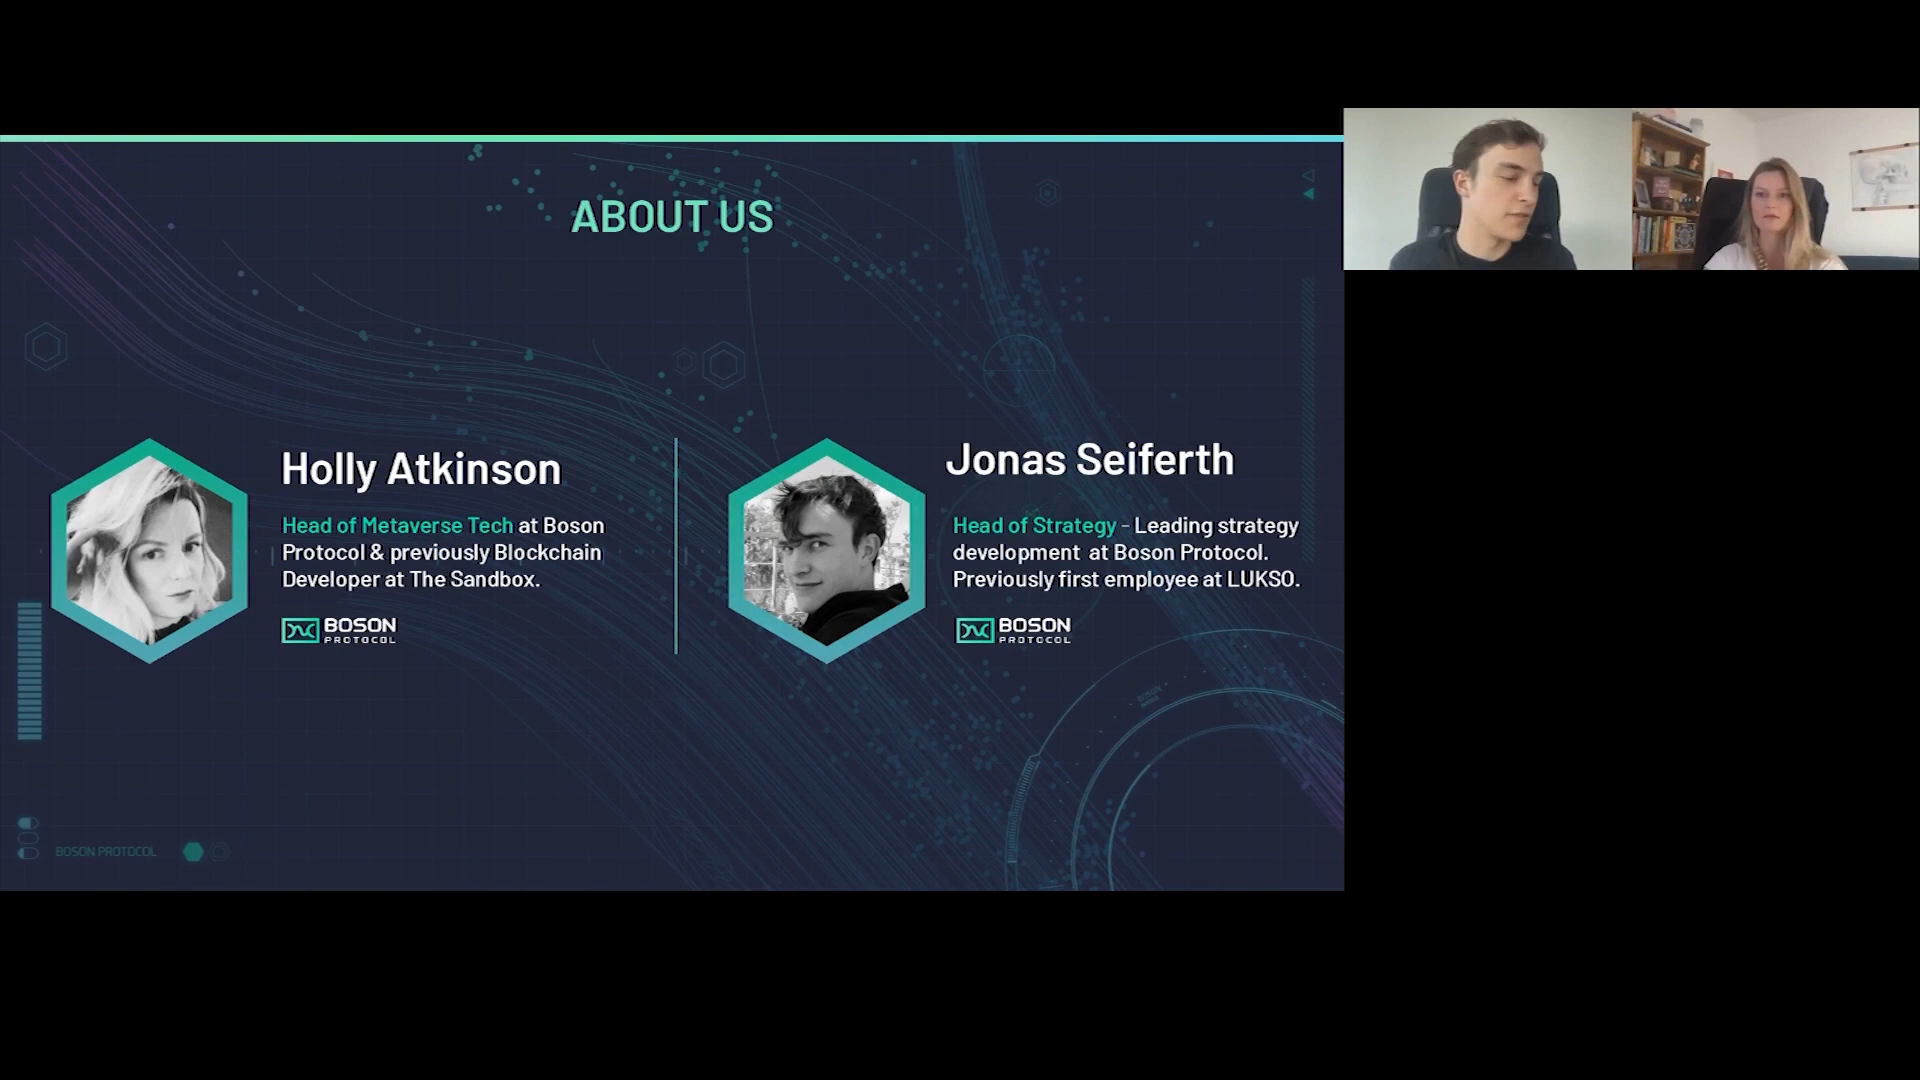 ABOUT US
Holly Atkinson
Head of Metaverse Tech at Boson
Protocol & previously Blockchain
Developer at The Sandbox.
BOSON
PROTOCOL
Jonas Seiferth
Head of Strategy - Leading strategy
development at Boson Protocol.
Previously first employee at LUKSO.
BOSON
PROTOCOL
BOSON PROTOCOL